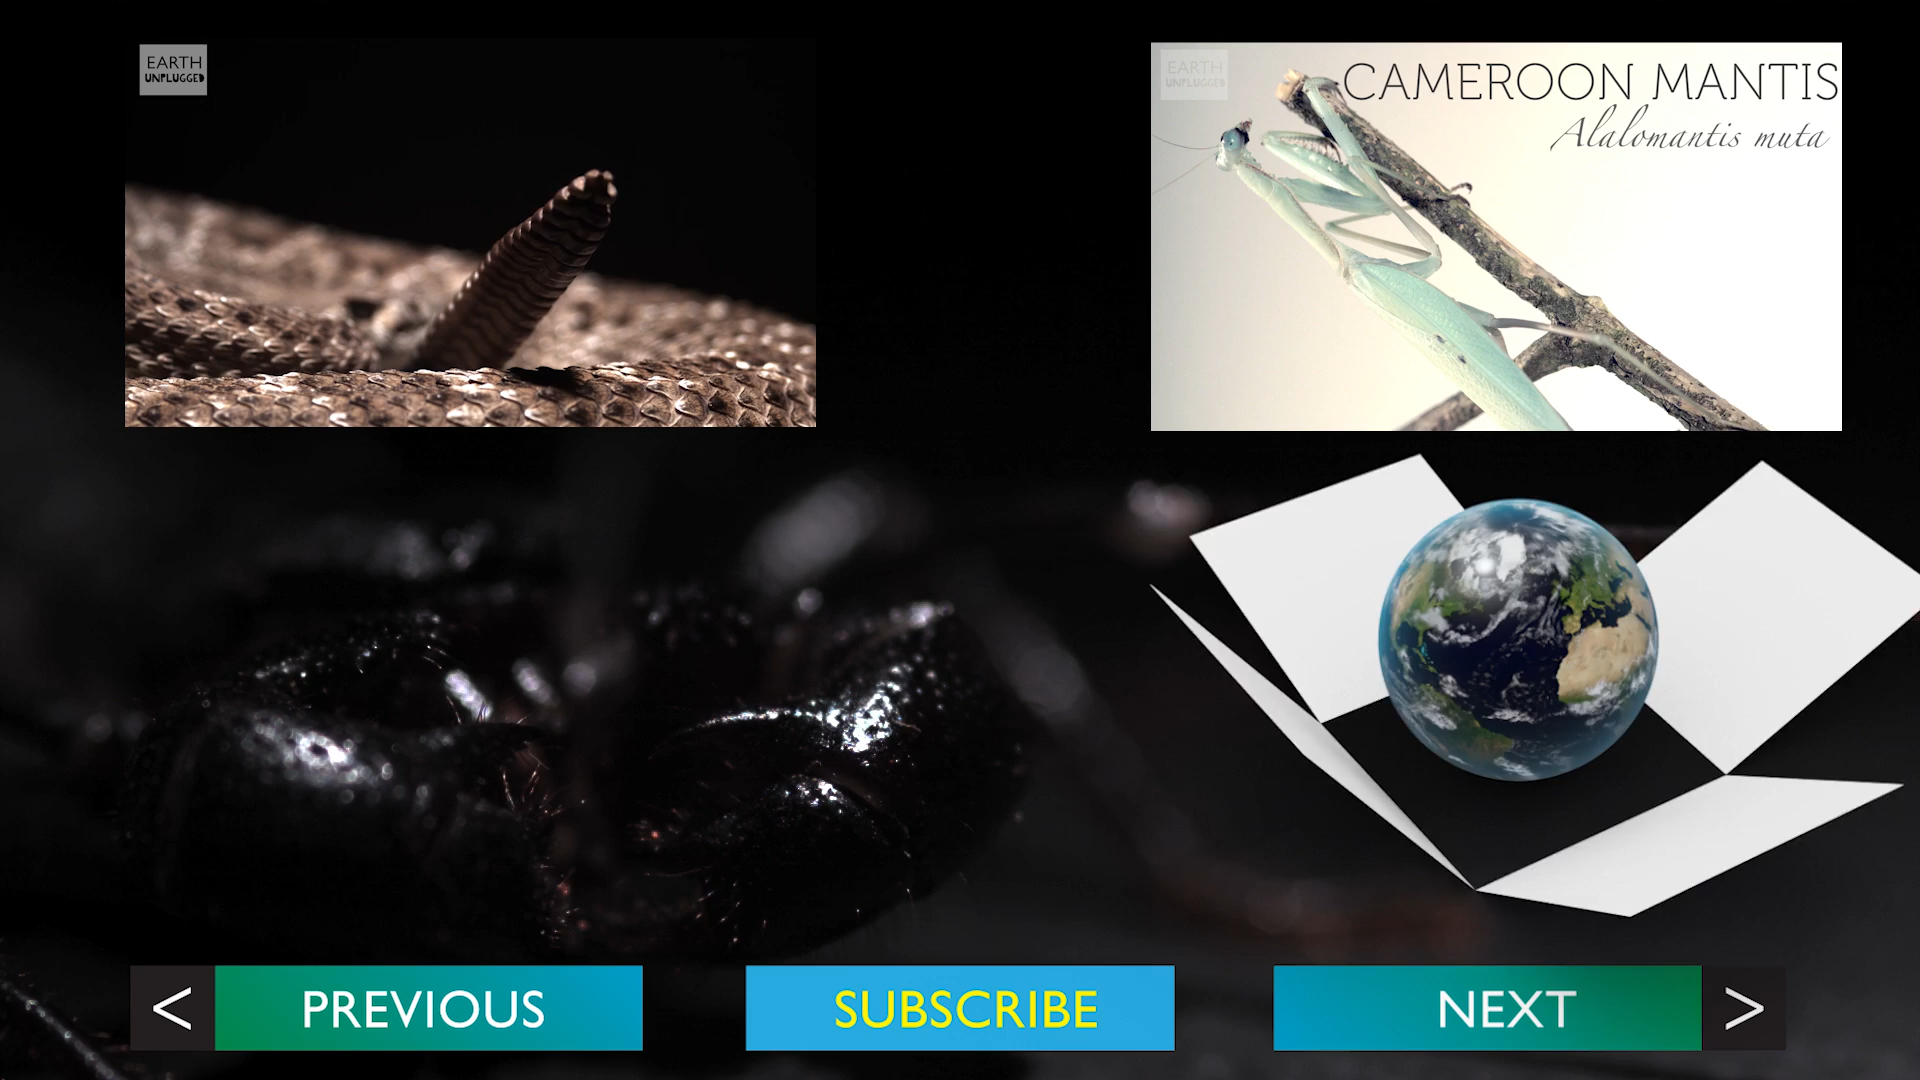 EARTH
UNPLUGGED
EARTH
UNPLUGGED
CAMEROON MANTIS
Alalomantis muta
< PREVIOUS
SUBSCRIBE
NEXT >